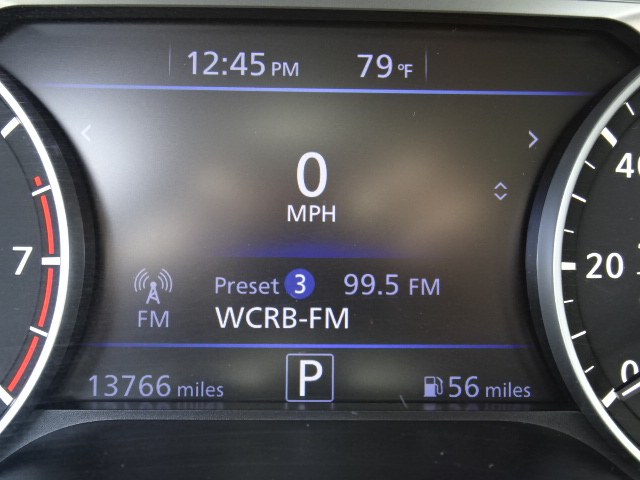 12:45 PM 79°F
0
MPH
Preset 3 99.5 FM
FM WCRB-FM
13766 miles P 56 miles
7
40
20
0